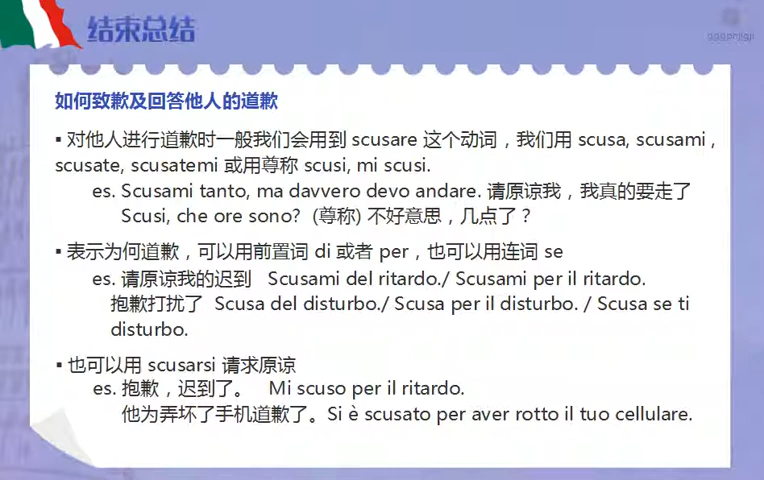 结束总结
如何致歉及回答他人的道歉
▪ 对他人进行道歉时一般我们会用到 scusare 这个动词，我们用 scusa, scusami ,
scusate, scusatemi 或用尊称 scusi, mi scusi.
es. Scusami tanto, ma davvero devo andare. 请原谅我，我真的要走了
Scusi, che ore sono? (尊称) 不好意思，几点了？
▪ 表示为何道歉，可以用前置词 di 或者 per，也可以用连词 se
es. 请原谅我的迟到 Scusami del ritardo./ Scusami per il ritardo.
抱歉打扰了 Scusa del disturbo./ Scusa per il disturbo. / Scusa se ti
disturbo.
▪ 也可以用 scusarsi 请求原谅
es. 抱歉，迟到了。 Mi scuso per il ritardo.
他为弄坏了手机道歉了。Si è scusato per aver rotto il tuo cellulare.